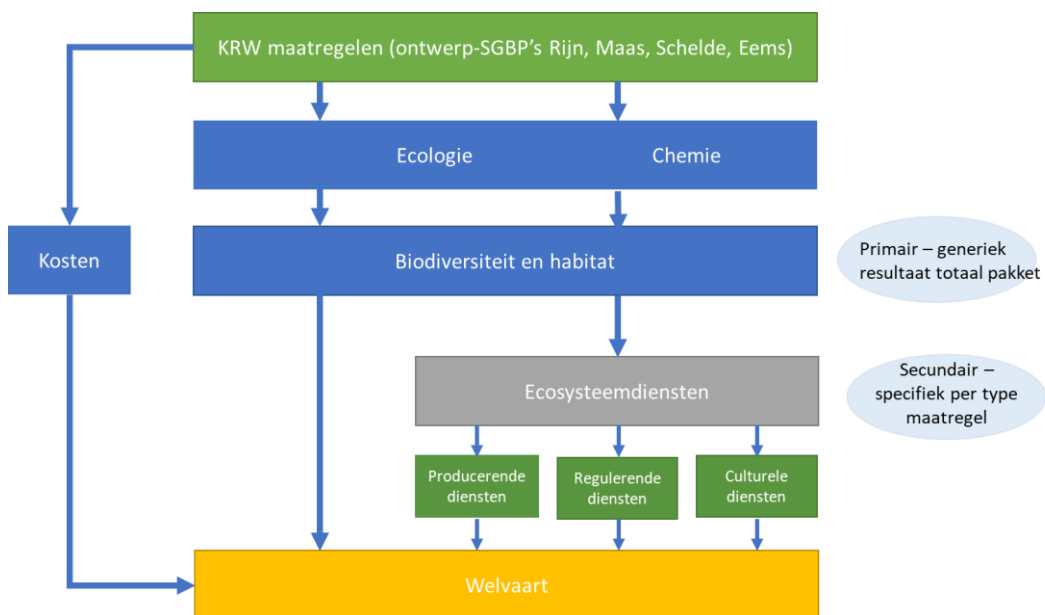 KRW maatregelen (ontwerp-SGBP's Rijn, Maas, Schelde, Eems)
Ecologie
Chemie
Kosten
Biodiversiteit en habitat
Primair – generiek
resultaat totaal pakket
Ecosysteemdiensten
Secundair –
specifiek per type
maatregel
Producerende
diensten
Regulerende
diensten
Culturele
diensten
Welvaart